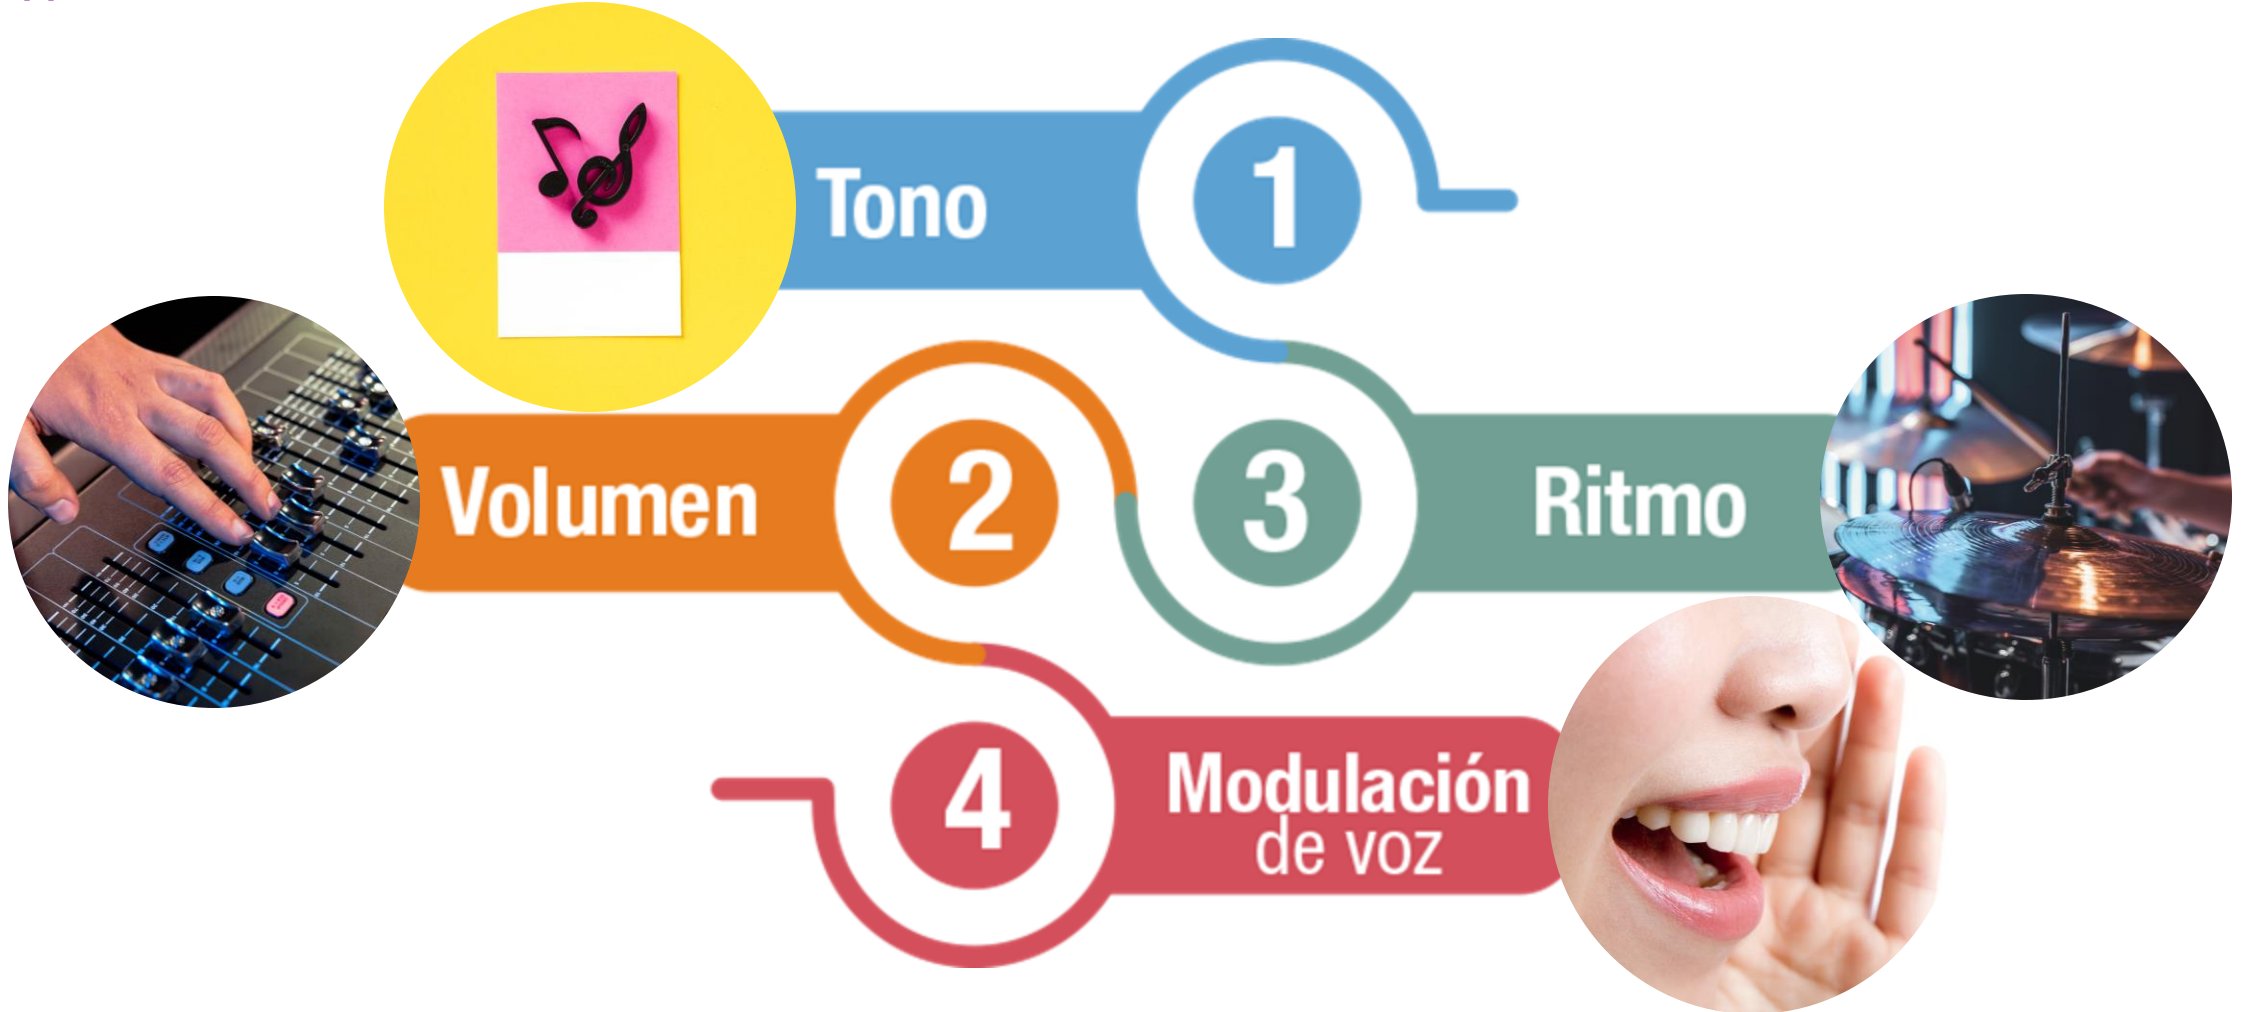 Tono
1
Volumen
2
3
Ritmo
4
Modulación
de voz